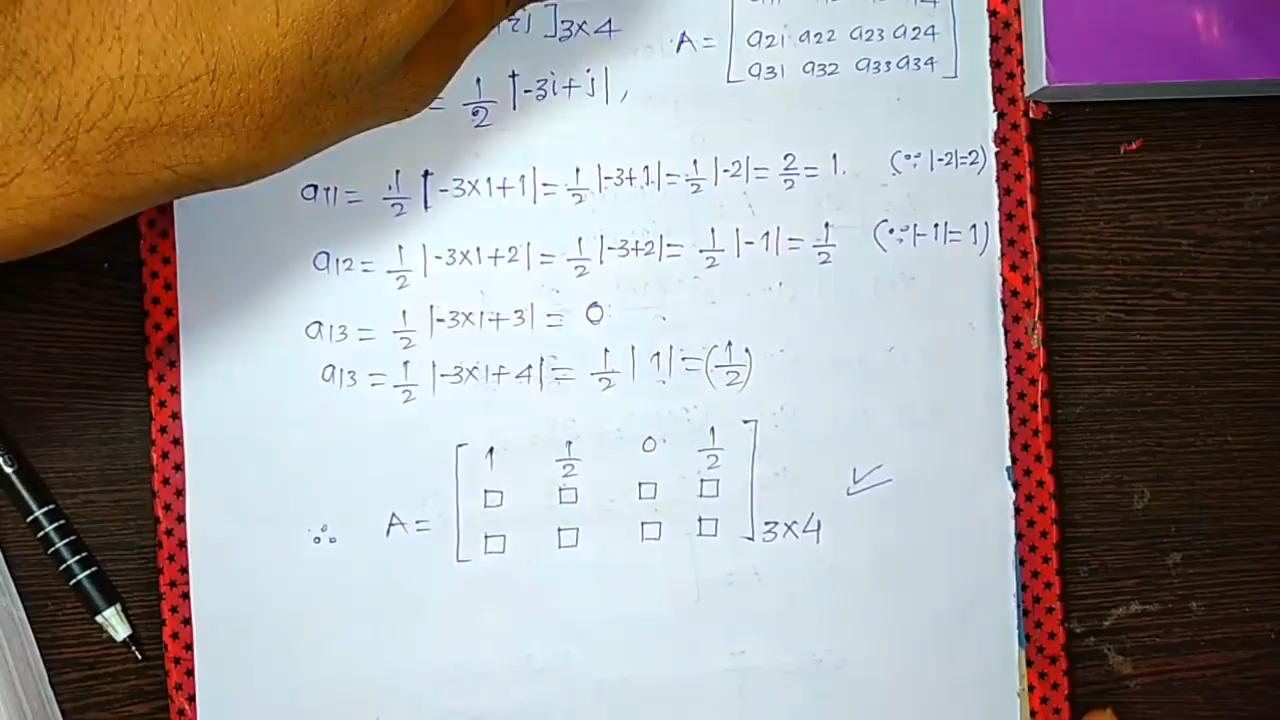 ]3×4
A = [
a21 a22 a23 a24
a31 a32 a33 a34 ]
= 1/2 |-3i+j|,
a11 = 1/2 |-3×1+1| = 1/2 |-3+1| = 1/2 |-2| = 2/2 = 1. (∵ |-2|=2)
a12 = 1/2 |-3×1+2| = 1/2 |-3+2| = 1/2 |-1| = 1/2 (∵ |-1|=1)
a13 = 1/2 |-3×1+3| = 0
a13 = 1/2 |-3×1+4| = 1/2 |1| = (1/2)
∴ A = [ 1 1/2 0 1/2
□ □ □ □
□ □ □ □ ]3×4 ✓